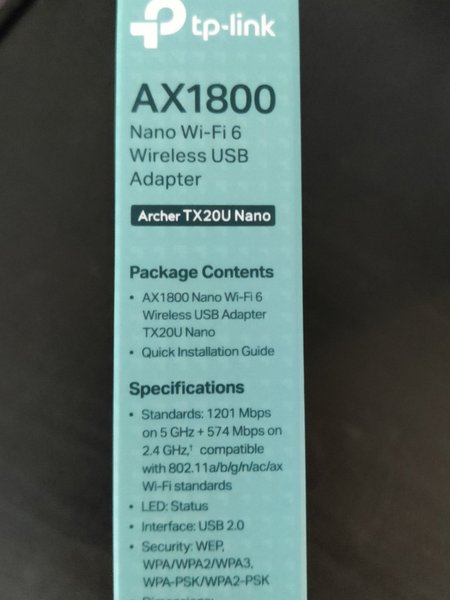 tp-link
AX1800
Nano Wi-Fi 6
Wireless USB
Adapter
Archer TX20U Nano
Package Contents
• AX1800 Nano Wi-Fi 6
Wireless USB Adapter
TX20U Nano
• Quick Installation Guide
Specifications
• Standards: 1201 Mbps
on 5 GHz + 574 Mbps on
2.4 GHz,† compatible
with 802.11a/b/g/n/ac/ax
Wi-Fi standards
• LED: Status
• Interface: USB 2.0
• Security: WEP,
WPA/WPA2/WPA3,
WPA-PSK/WPA2-PSK
• Dimensions: